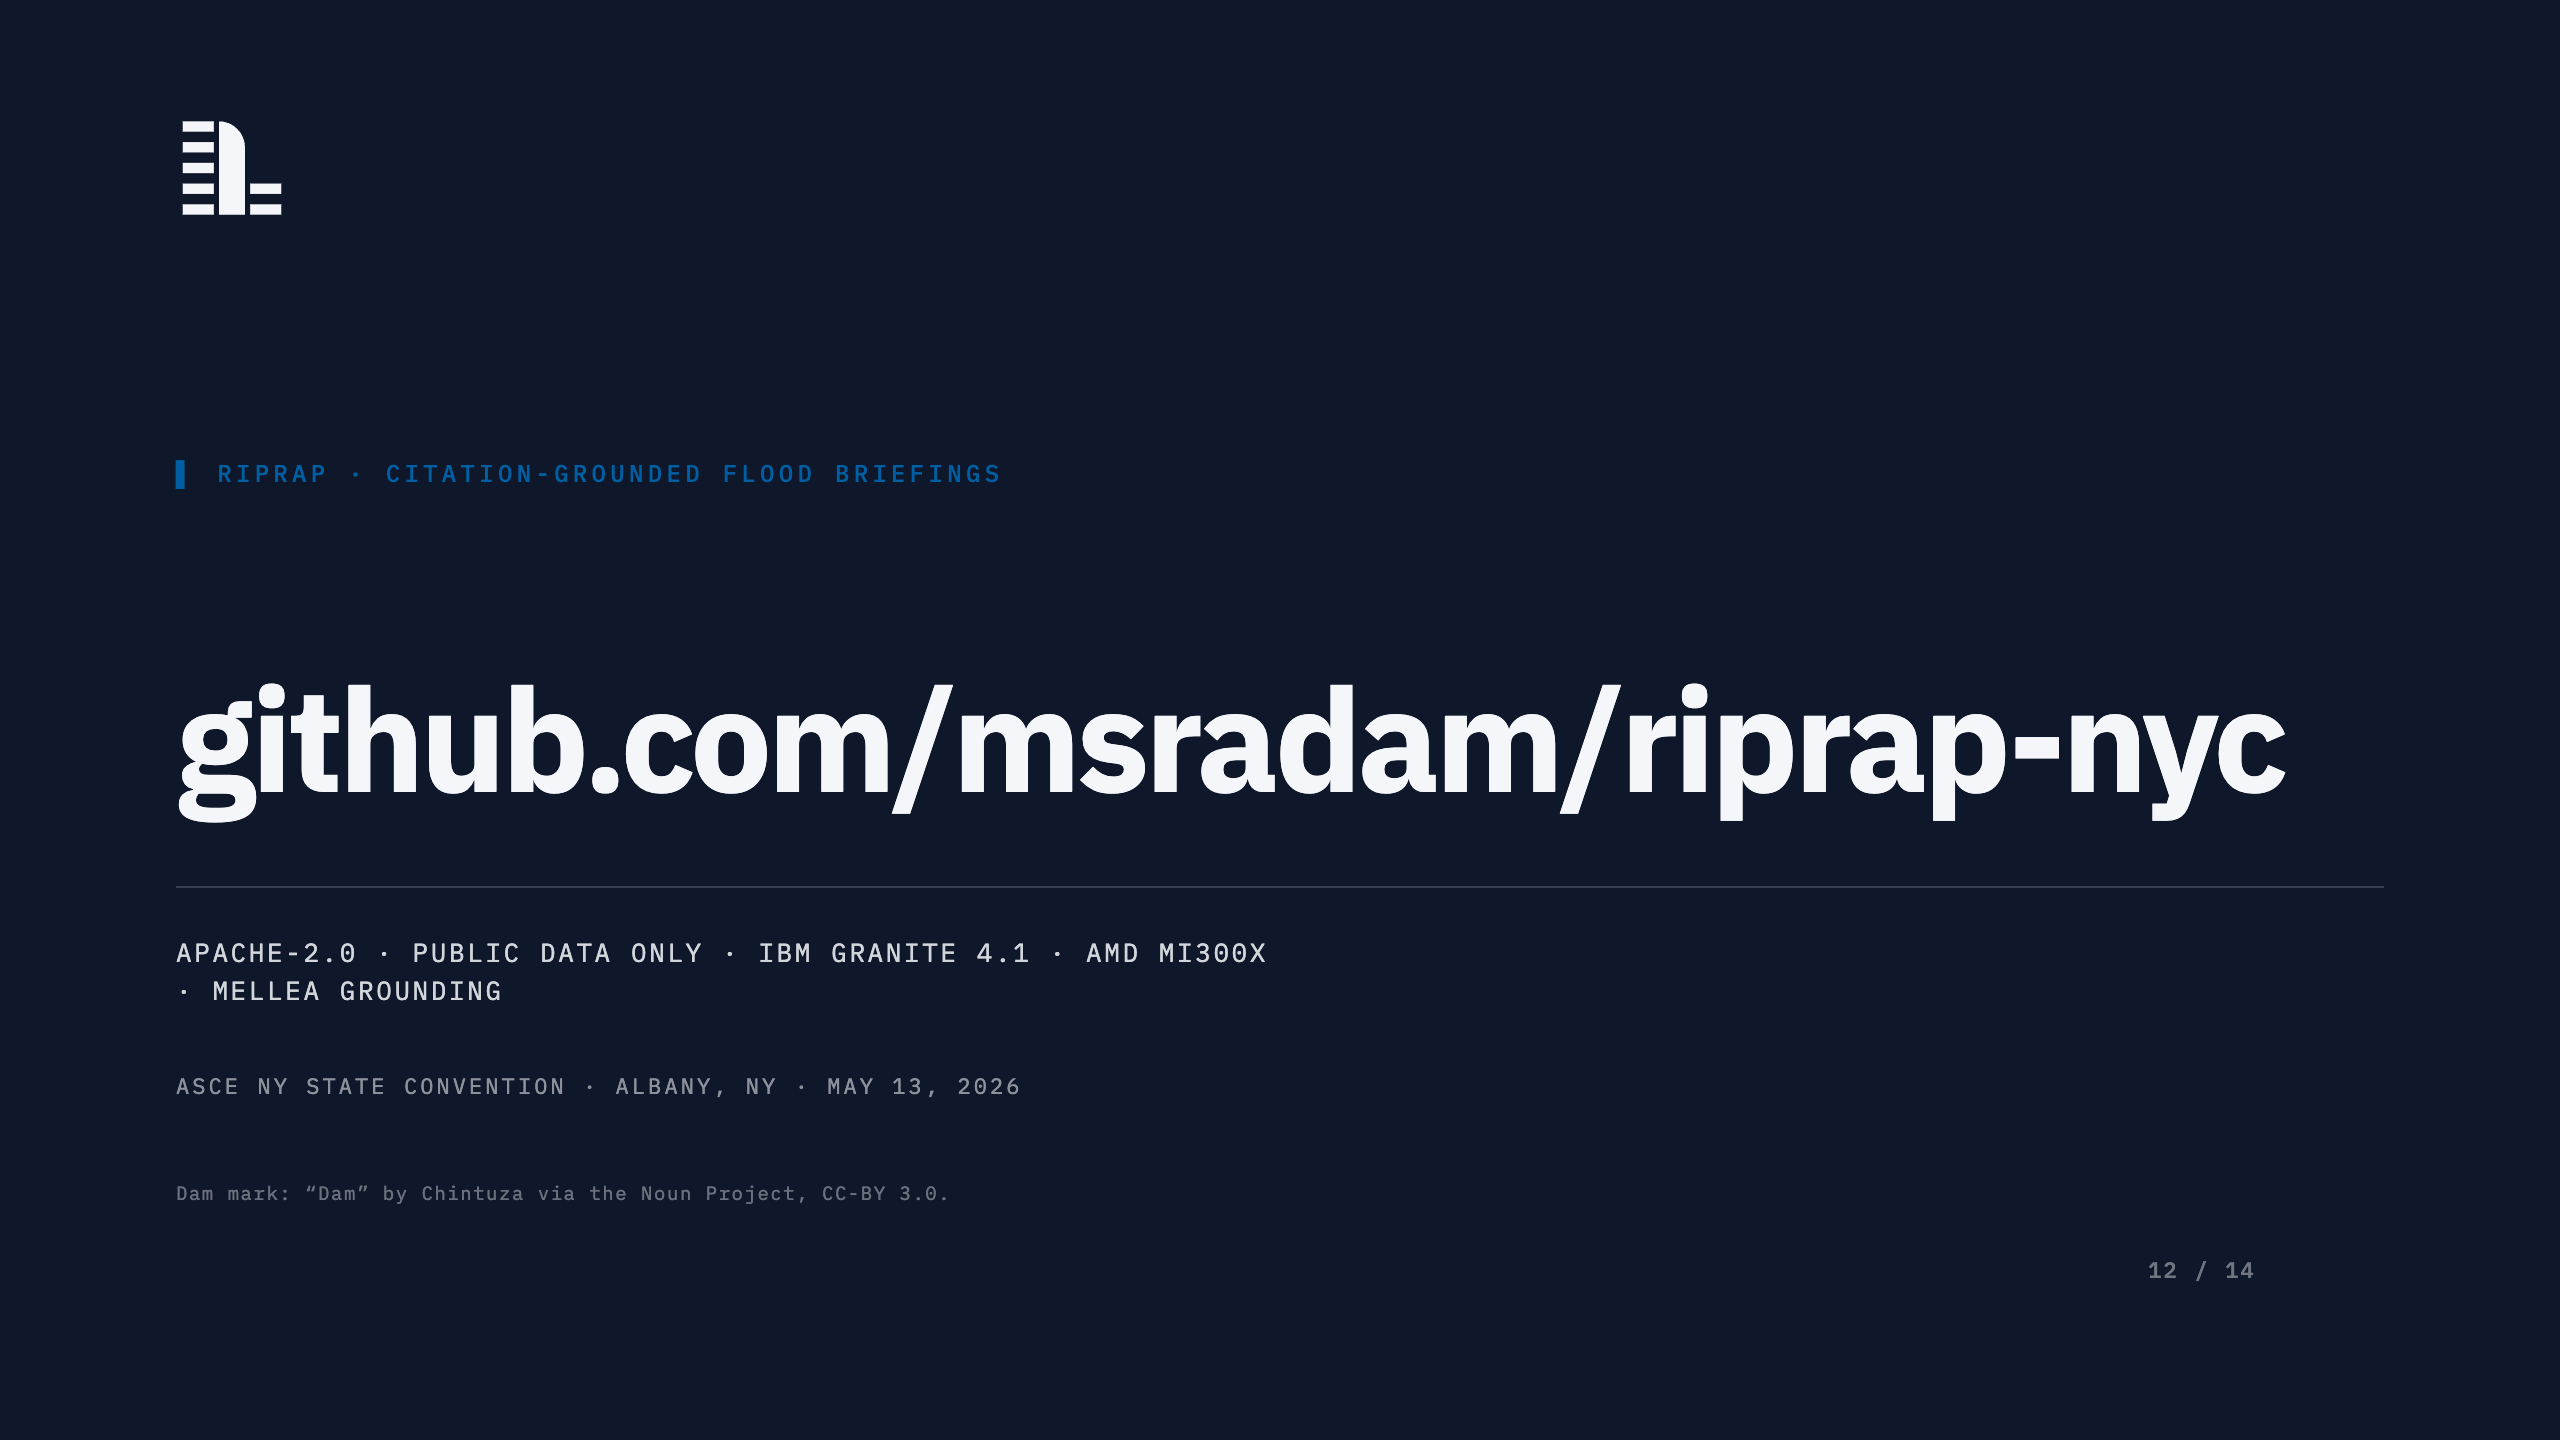 RIPRAP · CITATION-GROUNDED FLOOD BRIEFINGS
github.com/msradam/riprap-nyc
APACHE-2.0 · PUBLIC DATA ONLY · IBM GRANITE 4.1 · AMD MI300X
· MELLEA GROUNDING
ASCE NY STATE CONVENTION · ALBANY, NY · MAY 13, 2026
Dam mark: “Dam” by Chintuza via the Noun Project, CC-BY 3.0.
12 / 14